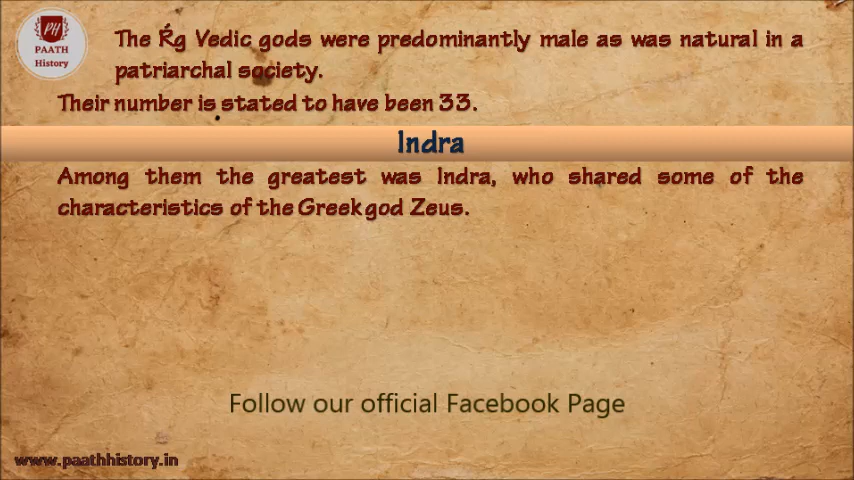 PH
PAATH
History
The Ŕg Vedic gods were predominantly male as was natural in a
patriarchal society.
Their number is stated to have been 33.
Indra
Among them the greatest was Indra, who shared some of the
characteristics of the Greek god Zeus.
Follow our official Facebook Page
www.paathhistory.in